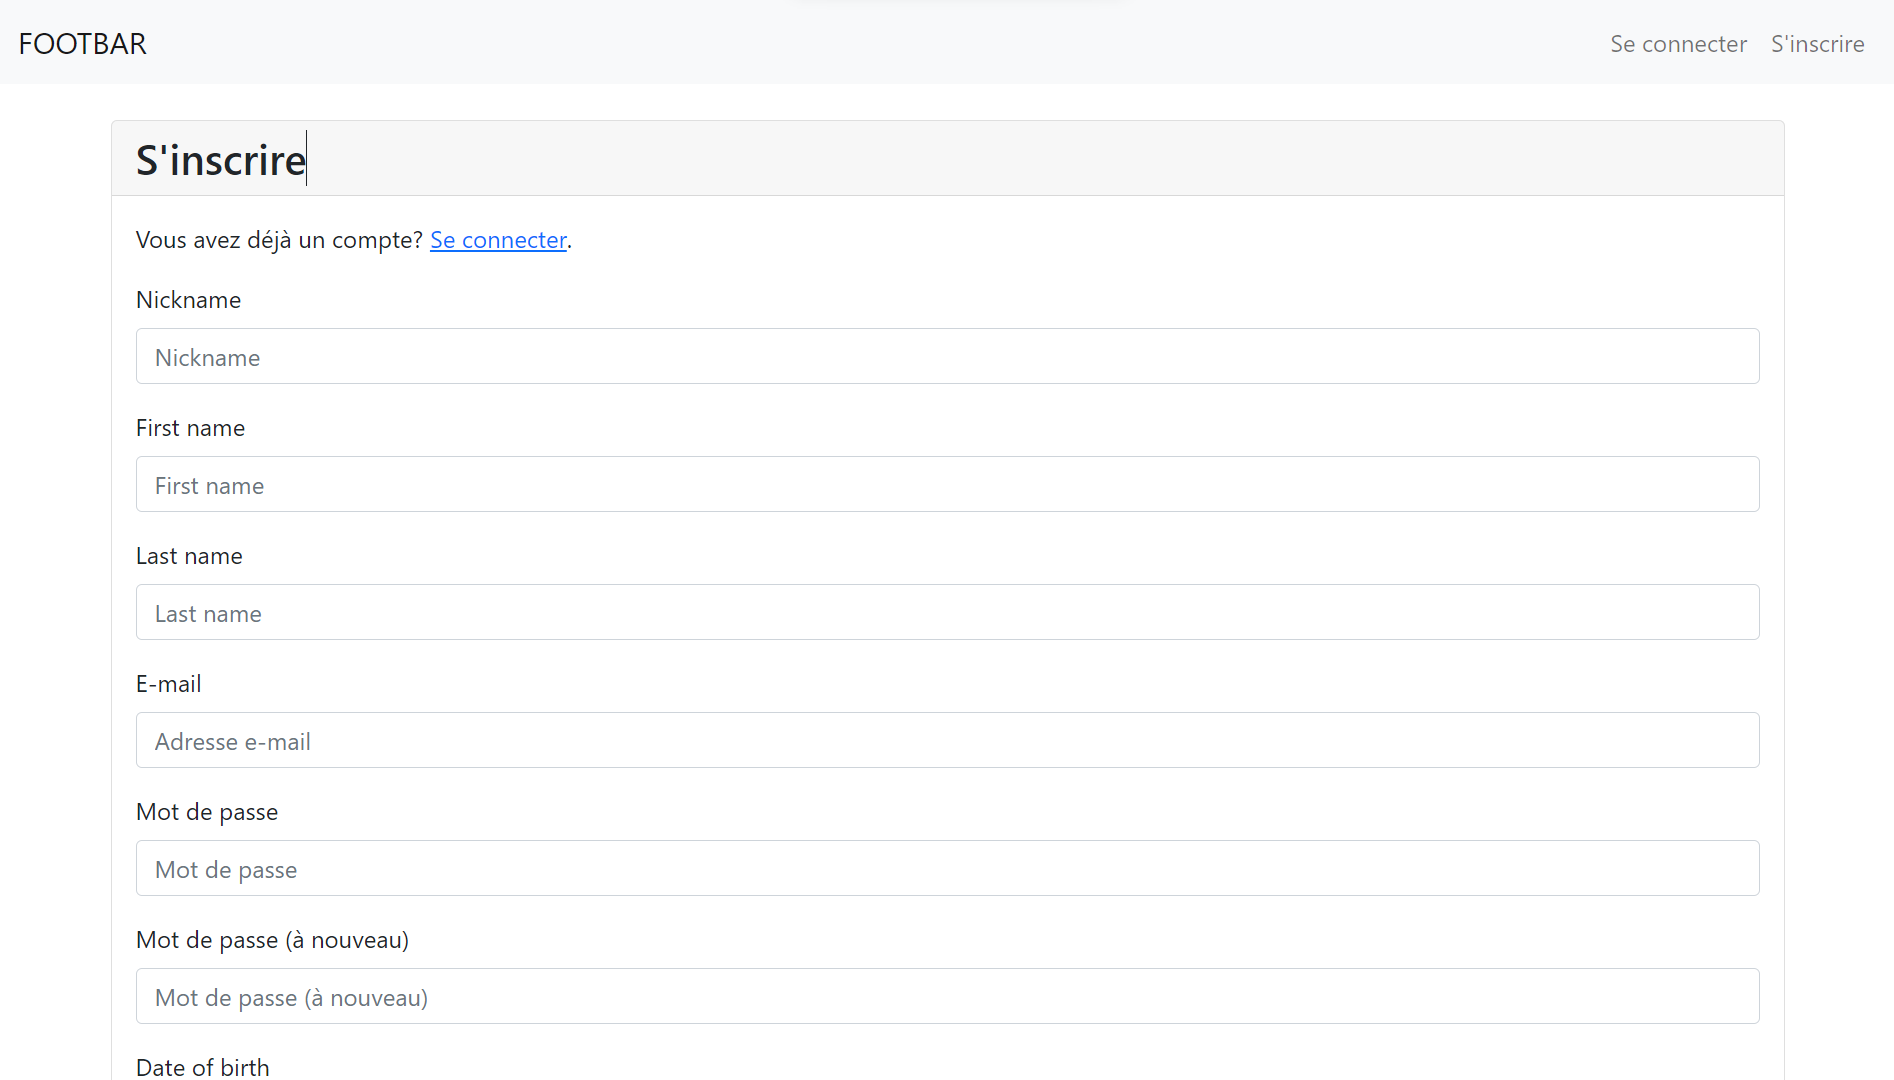 FOOTBAR
Se connecter S'inscrire
S'inscrire
Vous avez déjà un compte? Se connecter.
Nickname
Nickname
First name
First name
Last name
Last name
E-mail
Adresse e-mail
Mot de passe
Mot de passe
Mot de passe (à nouveau)
Mot de passe (à nouveau)
Date of birth